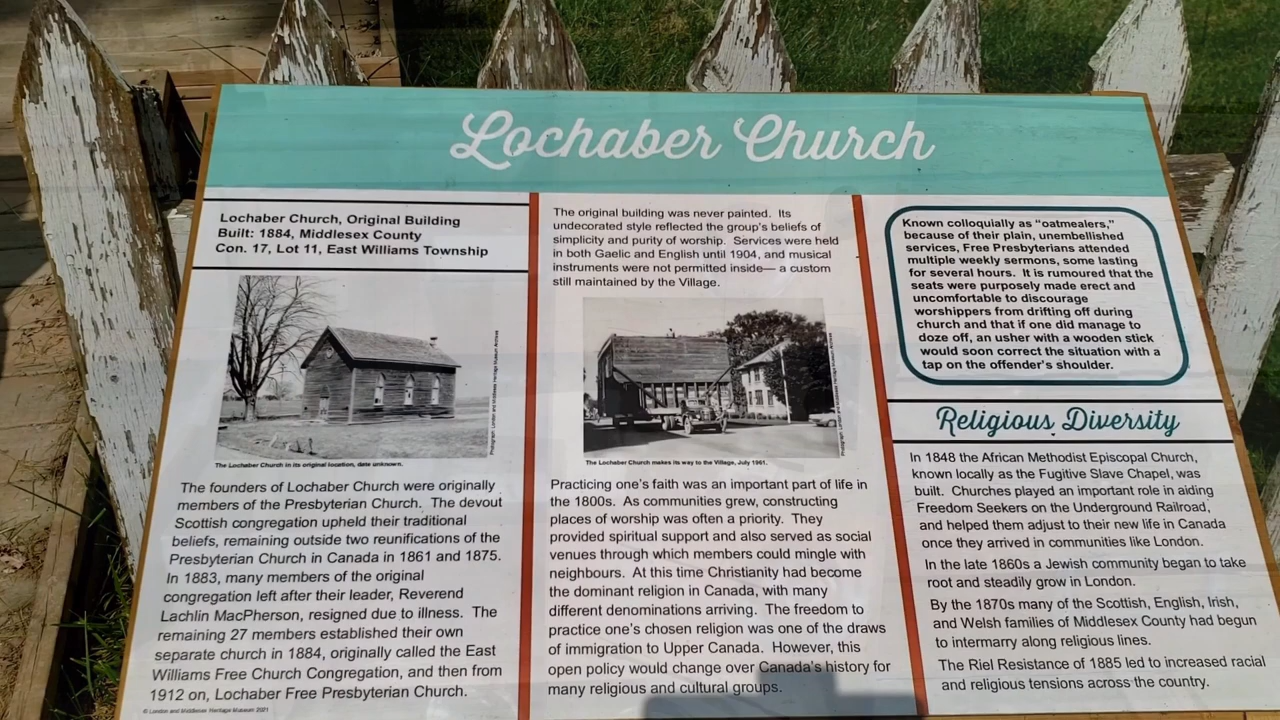 Lochaber Church
Lochaber Church, Original Building
Built: 1884, Middlesex County
Con. 17, Lot 11, East Williams Township
Photograph: London and Middlesex Heritage Museum Archives
The Lochaber Church in its original location, date unknown.
The founders of Lochaber Church were originally
members of the Presbyterian Church. The devout
Scottish congregation upheld their traditional
beliefs, remaining outside two reunifications of the
Presbyterian Church in Canada in 1861 and 1875.
In 1883, many members of the original
congregation left after their leader, Reverend
Lachlin MacPherson, resigned due to illness. The
remaining 27 members established their own
separate church in 1884, originally called the East
Williams Free Church Congregation, and then from
1912 on, Lochaber Free Presbyterian Church.
© London and Middlesex Heritage Museum 2021
The original building was never painted. Its
undecorated style reflected the group's beliefs of
simplicity and purity of worship. Services were held
in both Gaelic and English until 1904, and musical
instruments were not permitted inside— a custom
still maintained by the Village.
Photograph: London and Middlesex Heritage Museum Archives
The Lochaber Church makes its way to the Village, July 1961.
Practicing one's faith was an important part of life in
the 1800s. As communities grew, constructing
places of worship was often a priority. They
provided spiritual support and also served as social
venues through which members could mingle with
neighbours. At this time Christianity had become
the dominant religion in Canada, with many
different denominations arriving. The freedom to
practice one's chosen religion was one of the draws
of immigration to Upper Canada. However, this
open policy would change over Canada's history for
many religious and cultural groups.
Known colloquially as “oatmealers,”
because of their plain, unembellished
services, Free Presbyterians attended
multiple weekly sermons, some lasting
for several hours. It is rumoured that the
seats were purposely made erect and
uncomfortable to discourage
worshippers from drifting off during
church and that if one did manage to
doze off, an usher with a wooden stick
would soon correct the situation with a
tap on the offender's shoulder.
Religious Diversity
In 1848 the African Methodist Episcopal Church,
known locally as the Fugitive Slave Chapel, was
built. Churches played an important role in aiding
Freedom Seekers on the Underground Railroad,
and helped them adjust to their new life in Canada
once they arrived in communities like London.
In the late 1860s a Jewish community began to take
root and steadily grow in London.
By the 1870s many of the Scottish, English, Irish,
and Welsh families of Middlesex County had begun
to intermarry along religious lines.
The Riel Resistance of 1885 led to increased racial
and religious tensions across the country.